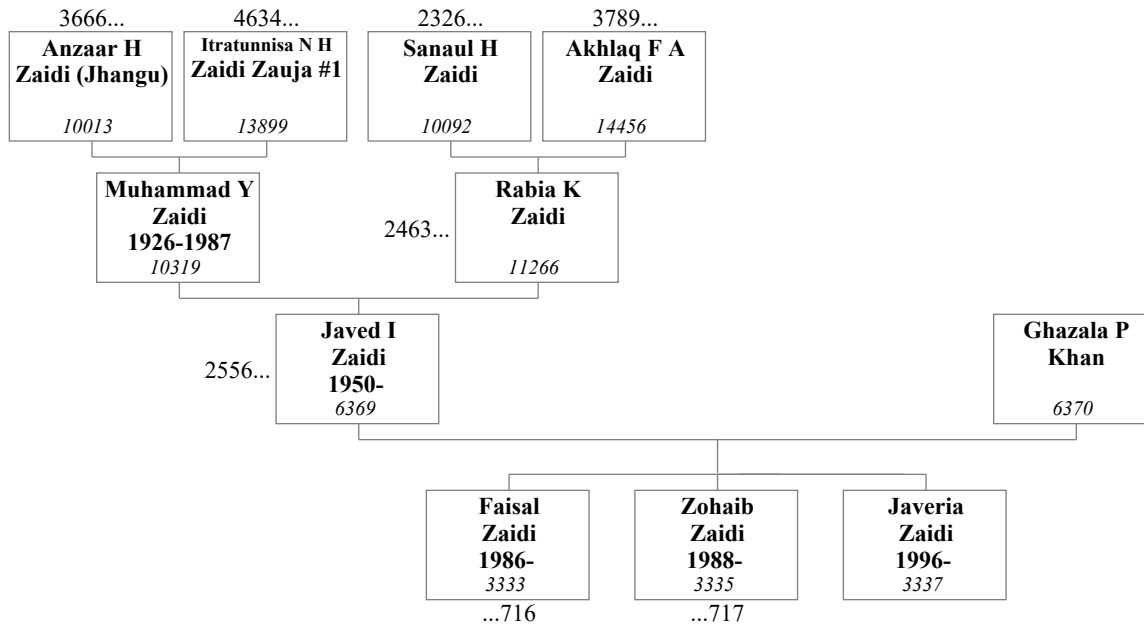 3666...
Anzaar H
Zaidi (Jhangu)
10013
4634...
Itratunnisa N H
Zaidi Zauja #1
13899
2326...
Sanaul H
Zaidi
10092
3789...
Akhlaq F A
Zaidi
14456
Muhammad Y
Zaidi
1926-1987
10319
2463...
Rabia K
Zaidi
11266
2556...
Javed I
Zaidi
1950-
6369
Ghazala P
Khan
6370
Faisal
Zaidi
1986-
3333
...716
Zohaib
Zaidi
1988-
3335
...717
Javeria
Zaidi
1996-
3337